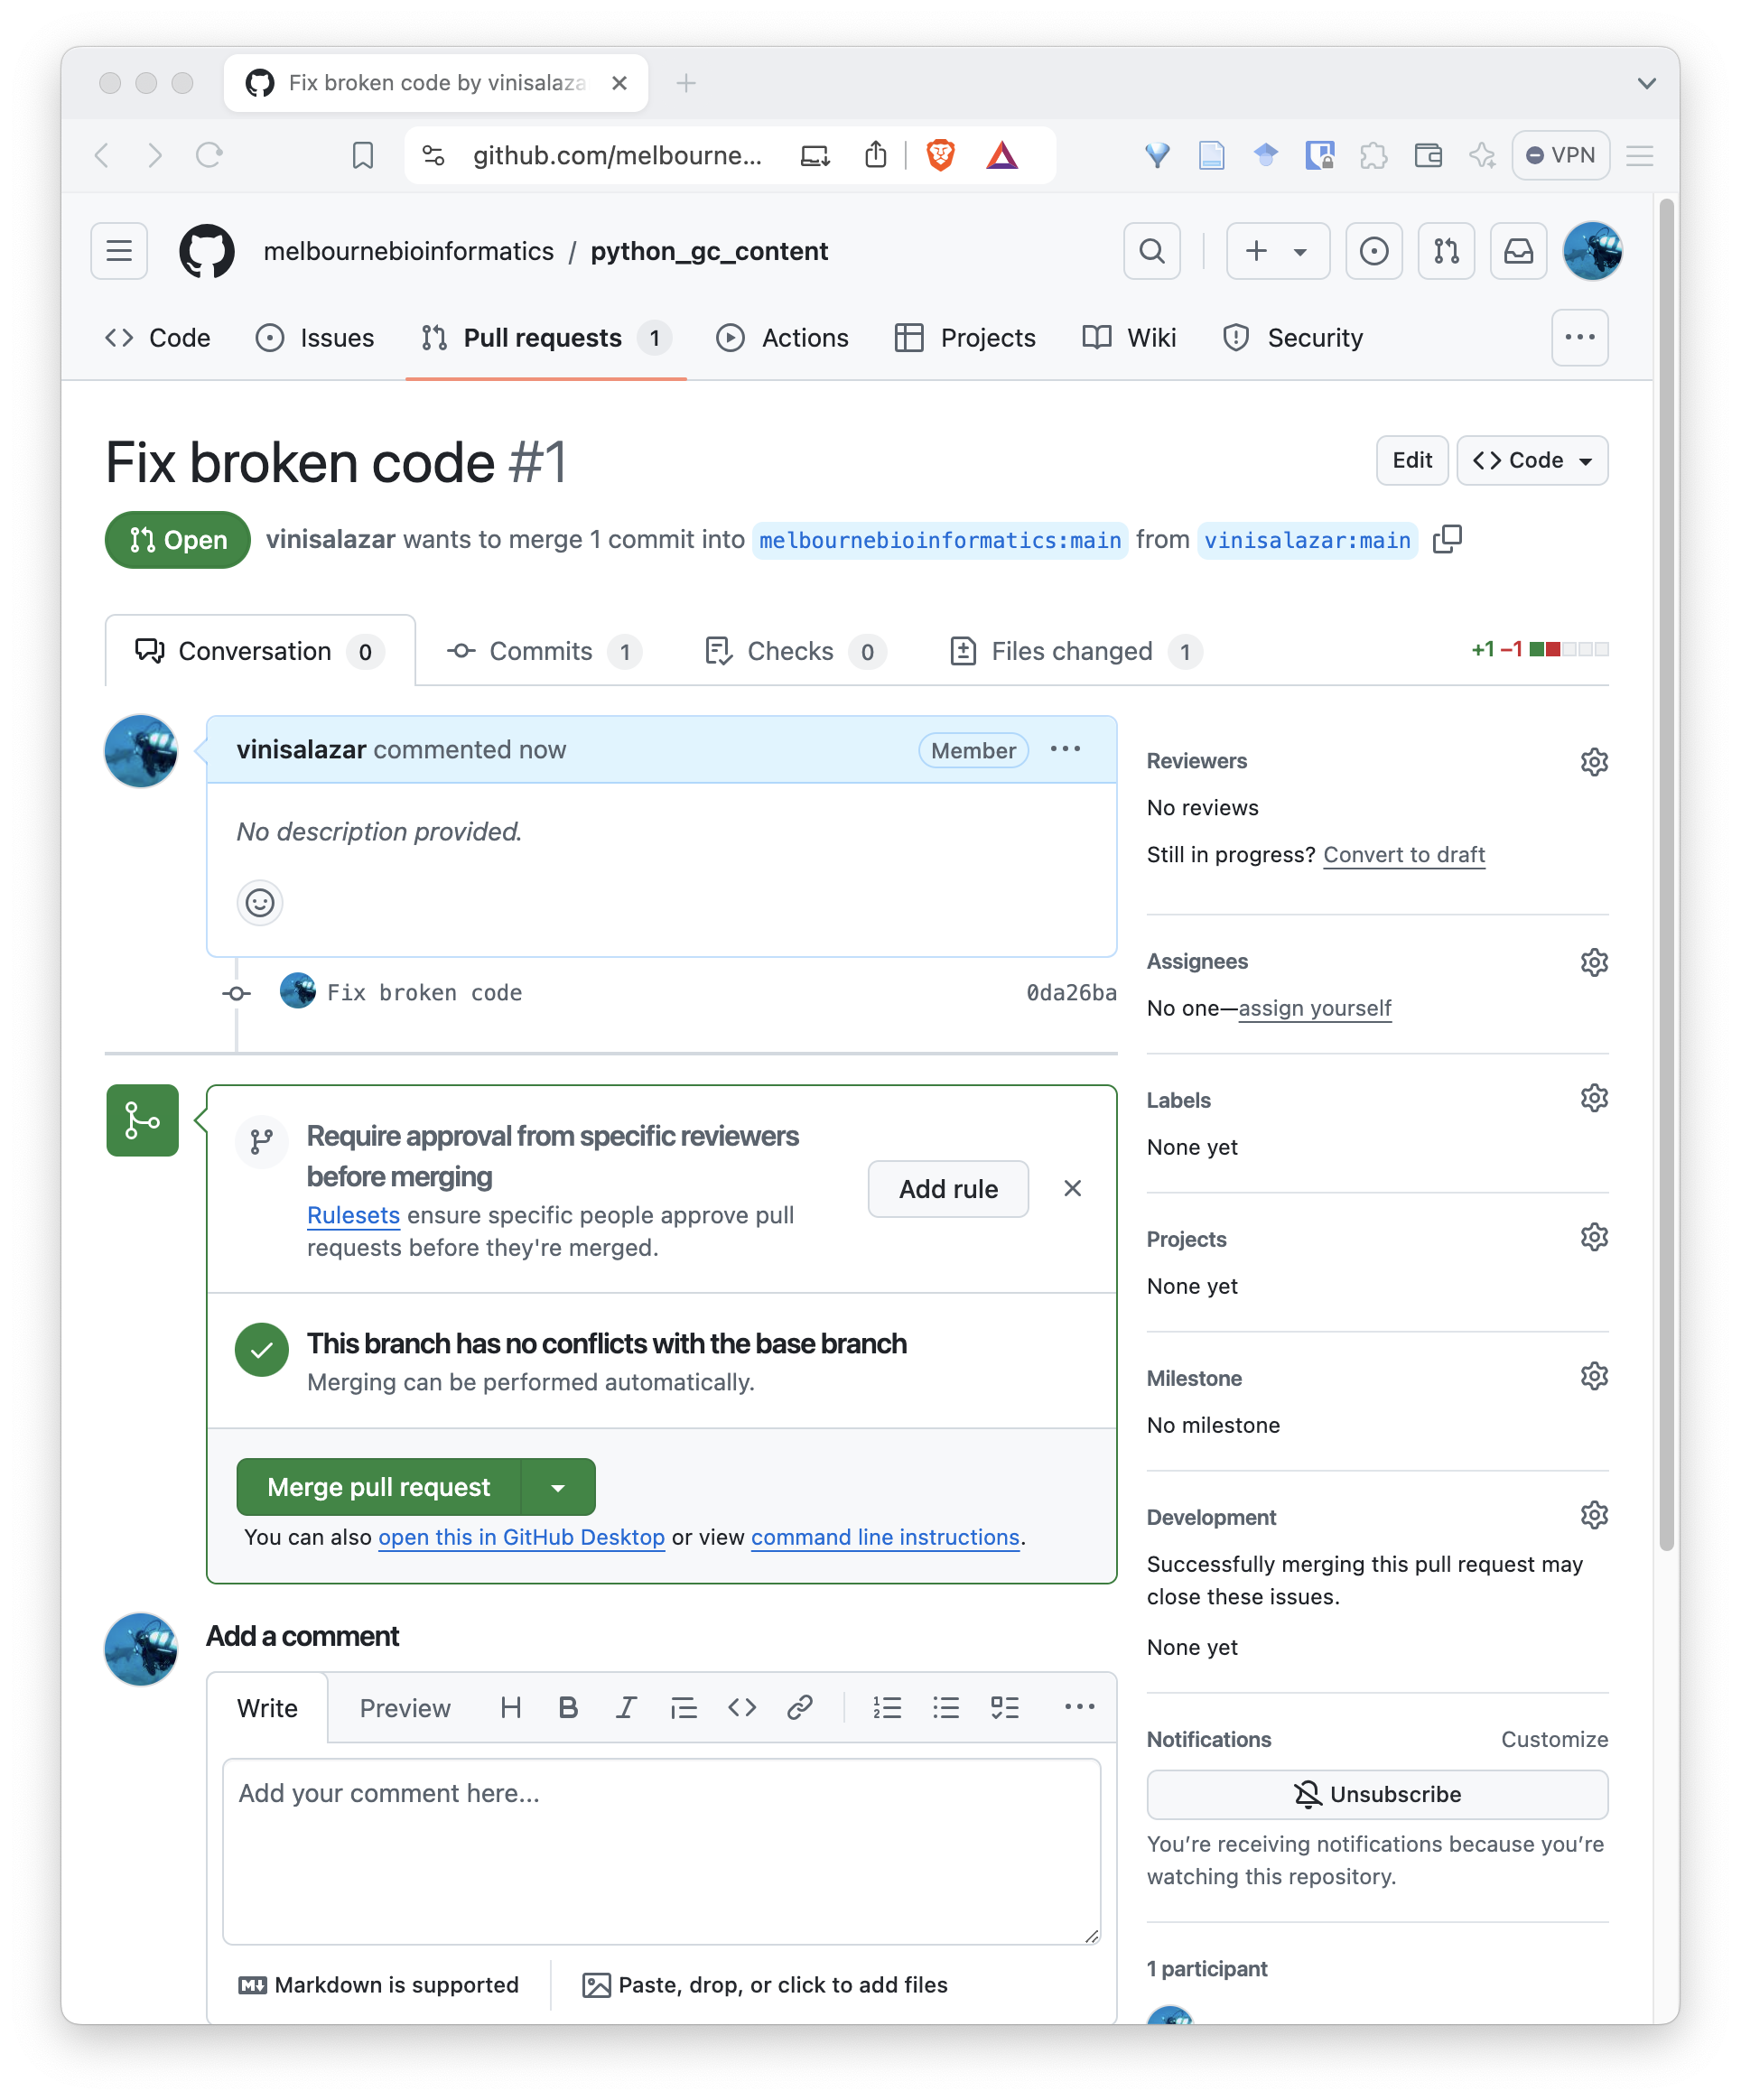 Fix broken code by vinisalaza
github.com/melbourne...
VPN
melbournebioinformatics / python_gc_content
Code Issues Pull requests 1 Actions Projects Wiki Security
Fix broken code #1
Edit Code
Open vinisalazar wants to merge 1 commit into melbournebioinformatics:main from vinisalazar:main
Conversation 0 Commits 1 Checks 0 Files changed 1 +1 −1
vinisalazar commented now Member
No description provided.
Fix broken code 0da26ba
Require approval from specific reviewers
before merging
Rulesets ensure specific people approve pull
requests before they're merged.
Add rule
This branch has no conflicts with the base branch
Merging can be performed automatically.
Merge pull request
You can also open this in GitHub Desktop or view command line instructions.
Reviewers
No reviews
Still in progress? Convert to draft
Assignees
No one—assign yourself
Labels
None yet
Projects
None yet
Milestone
No milestone
Development
Successfully merging this pull request may
close these issues.
None yet
Notifications Customize
Unsubscribe
You’re receiving notifications because you’re
watching this repository.
1 participant
Add a comment
Write Preview
Add your comment here...
Markdown is supported
Paste, drop, or click to add files